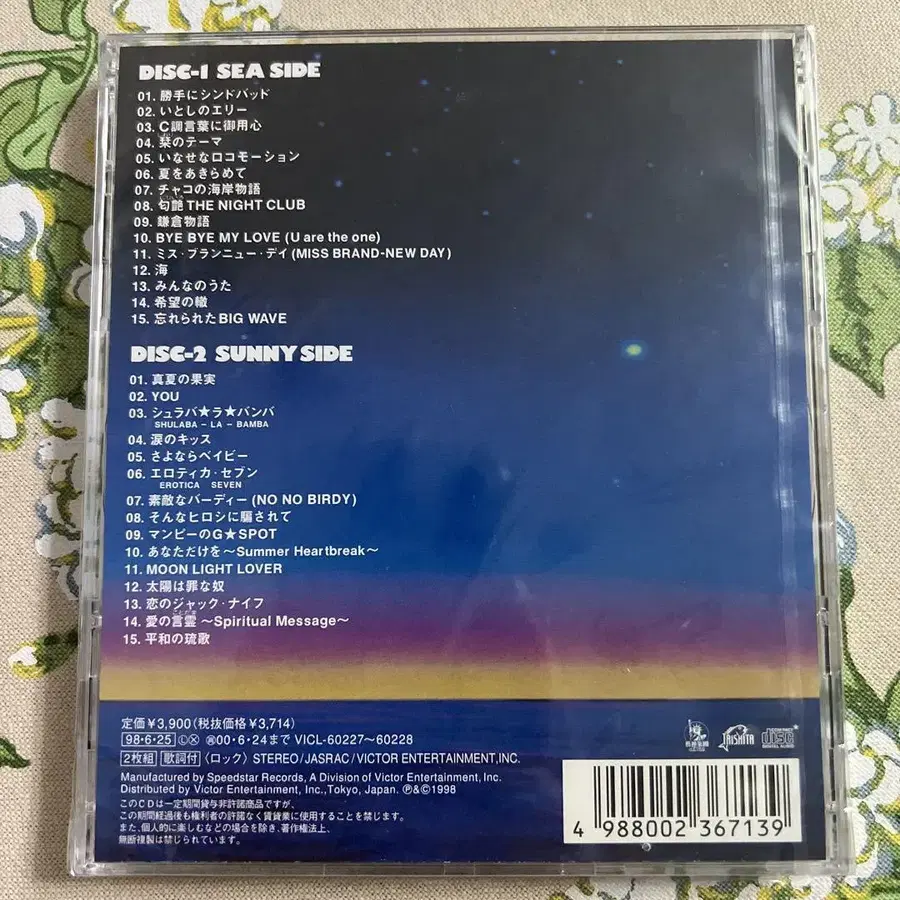 DISC-1 SEA SIDE
01. 勝手にシンドバッド
02. いとしのエリー
03. C調言葉に御用心
04. 栞のテーマ
05. いなせなロコモーション
06. 夏をあきらめて
07. チャコの海岸物語
08. 匂艶 THE NIGHT CLUB
09. 鎌倉物語
10. BYE BYE MY LOVE (U are the one)
11. ミス・ブランニュー・デイ (MISS BRAND-NEW DAY)
12. 海
13. みんなのうた
14. 希望の轍
15. 忘れられた BIG WAVE
DISC-2 SUNNY SIDE
01. 真夏の果実
02. YOU
03. シュラバ★ラ★バンバ
SHULABA - LA - BAMBA
04. 涙のキッス
05. さよならベイビー
06. エロティカ・セブン
EROTICA SEVEN
07. 素敵なバーディー (NO NO BIRDY)
08. そんなヒロシに騙されて
09. マンピーのG★SPOT
10. あなただけを 〜Summer Heartbreak〜
11. MOON LIGHT LOVER
12. 太陽は罪な奴
13. 恋のジャック・ナイフ
14. 愛の言霊 〜Spiritual Message〜
15. 平和の琉歌
定価¥3,900(税抜価格¥3,714)
98・6・25 Ⓛ Ⓧ 00・6・24まで VICL-60227〜60228
2枚組 歌詞付 〈ロック〉 STEREO/JASRAC/VICTOR ENTERTAINMENT,INC.
Manufactured by Speedstar Records, A Division of Victor Entertainment, Inc.
Distributed by Victor Entertainment, Inc.,Tokyo, Japan. ℗&©1998
このCDは一定期間貸与非許諾商品ですが、
この期間経過後も権利者の許諾なく賃貸業に使用することを禁じます。
また、個人的に楽しむなどの場合を除き、著作権法上、
無断複製は禁じられています。
TAISHITA
COMPACT disc DIGITAL AUDIO
4 988002 367139